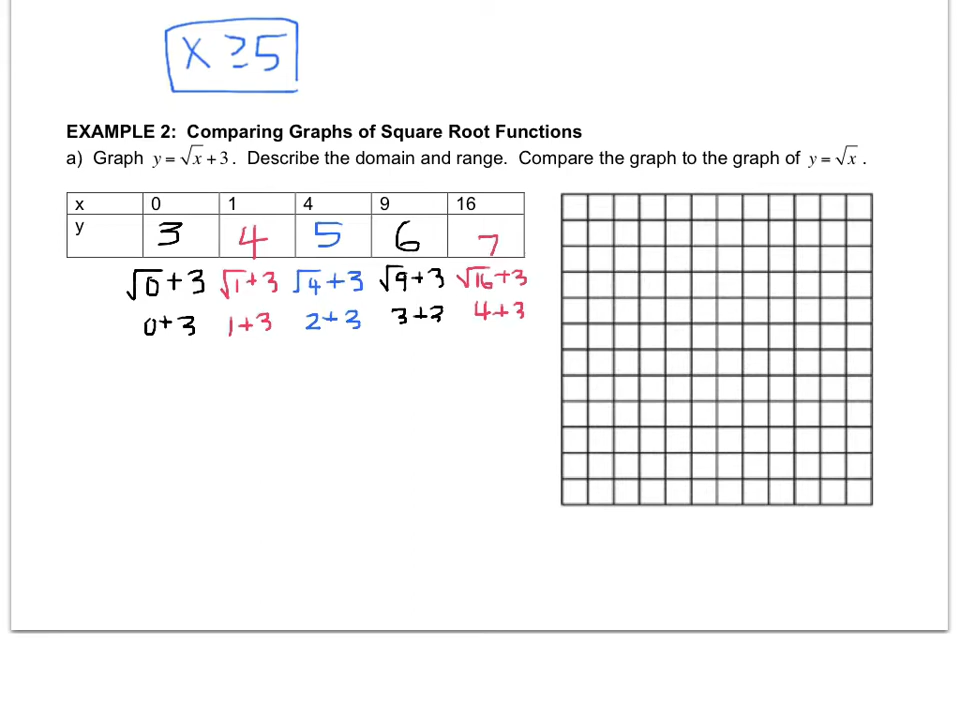 x ≥ 5
EXAMPLE 2: Comparing Graphs of Square Root Functions
a) Graph y = √x + 3. Describe the domain and range. Compare the graph to the graph of y = √x.
x 0 1 4 9 16
y 3 4 5 6 7
√0 + 3 √1 + 3 √4 + 3 √9 + 3 √16 + 3
0 + 3 1 + 3 2 + 3 3 + 3 4 + 3